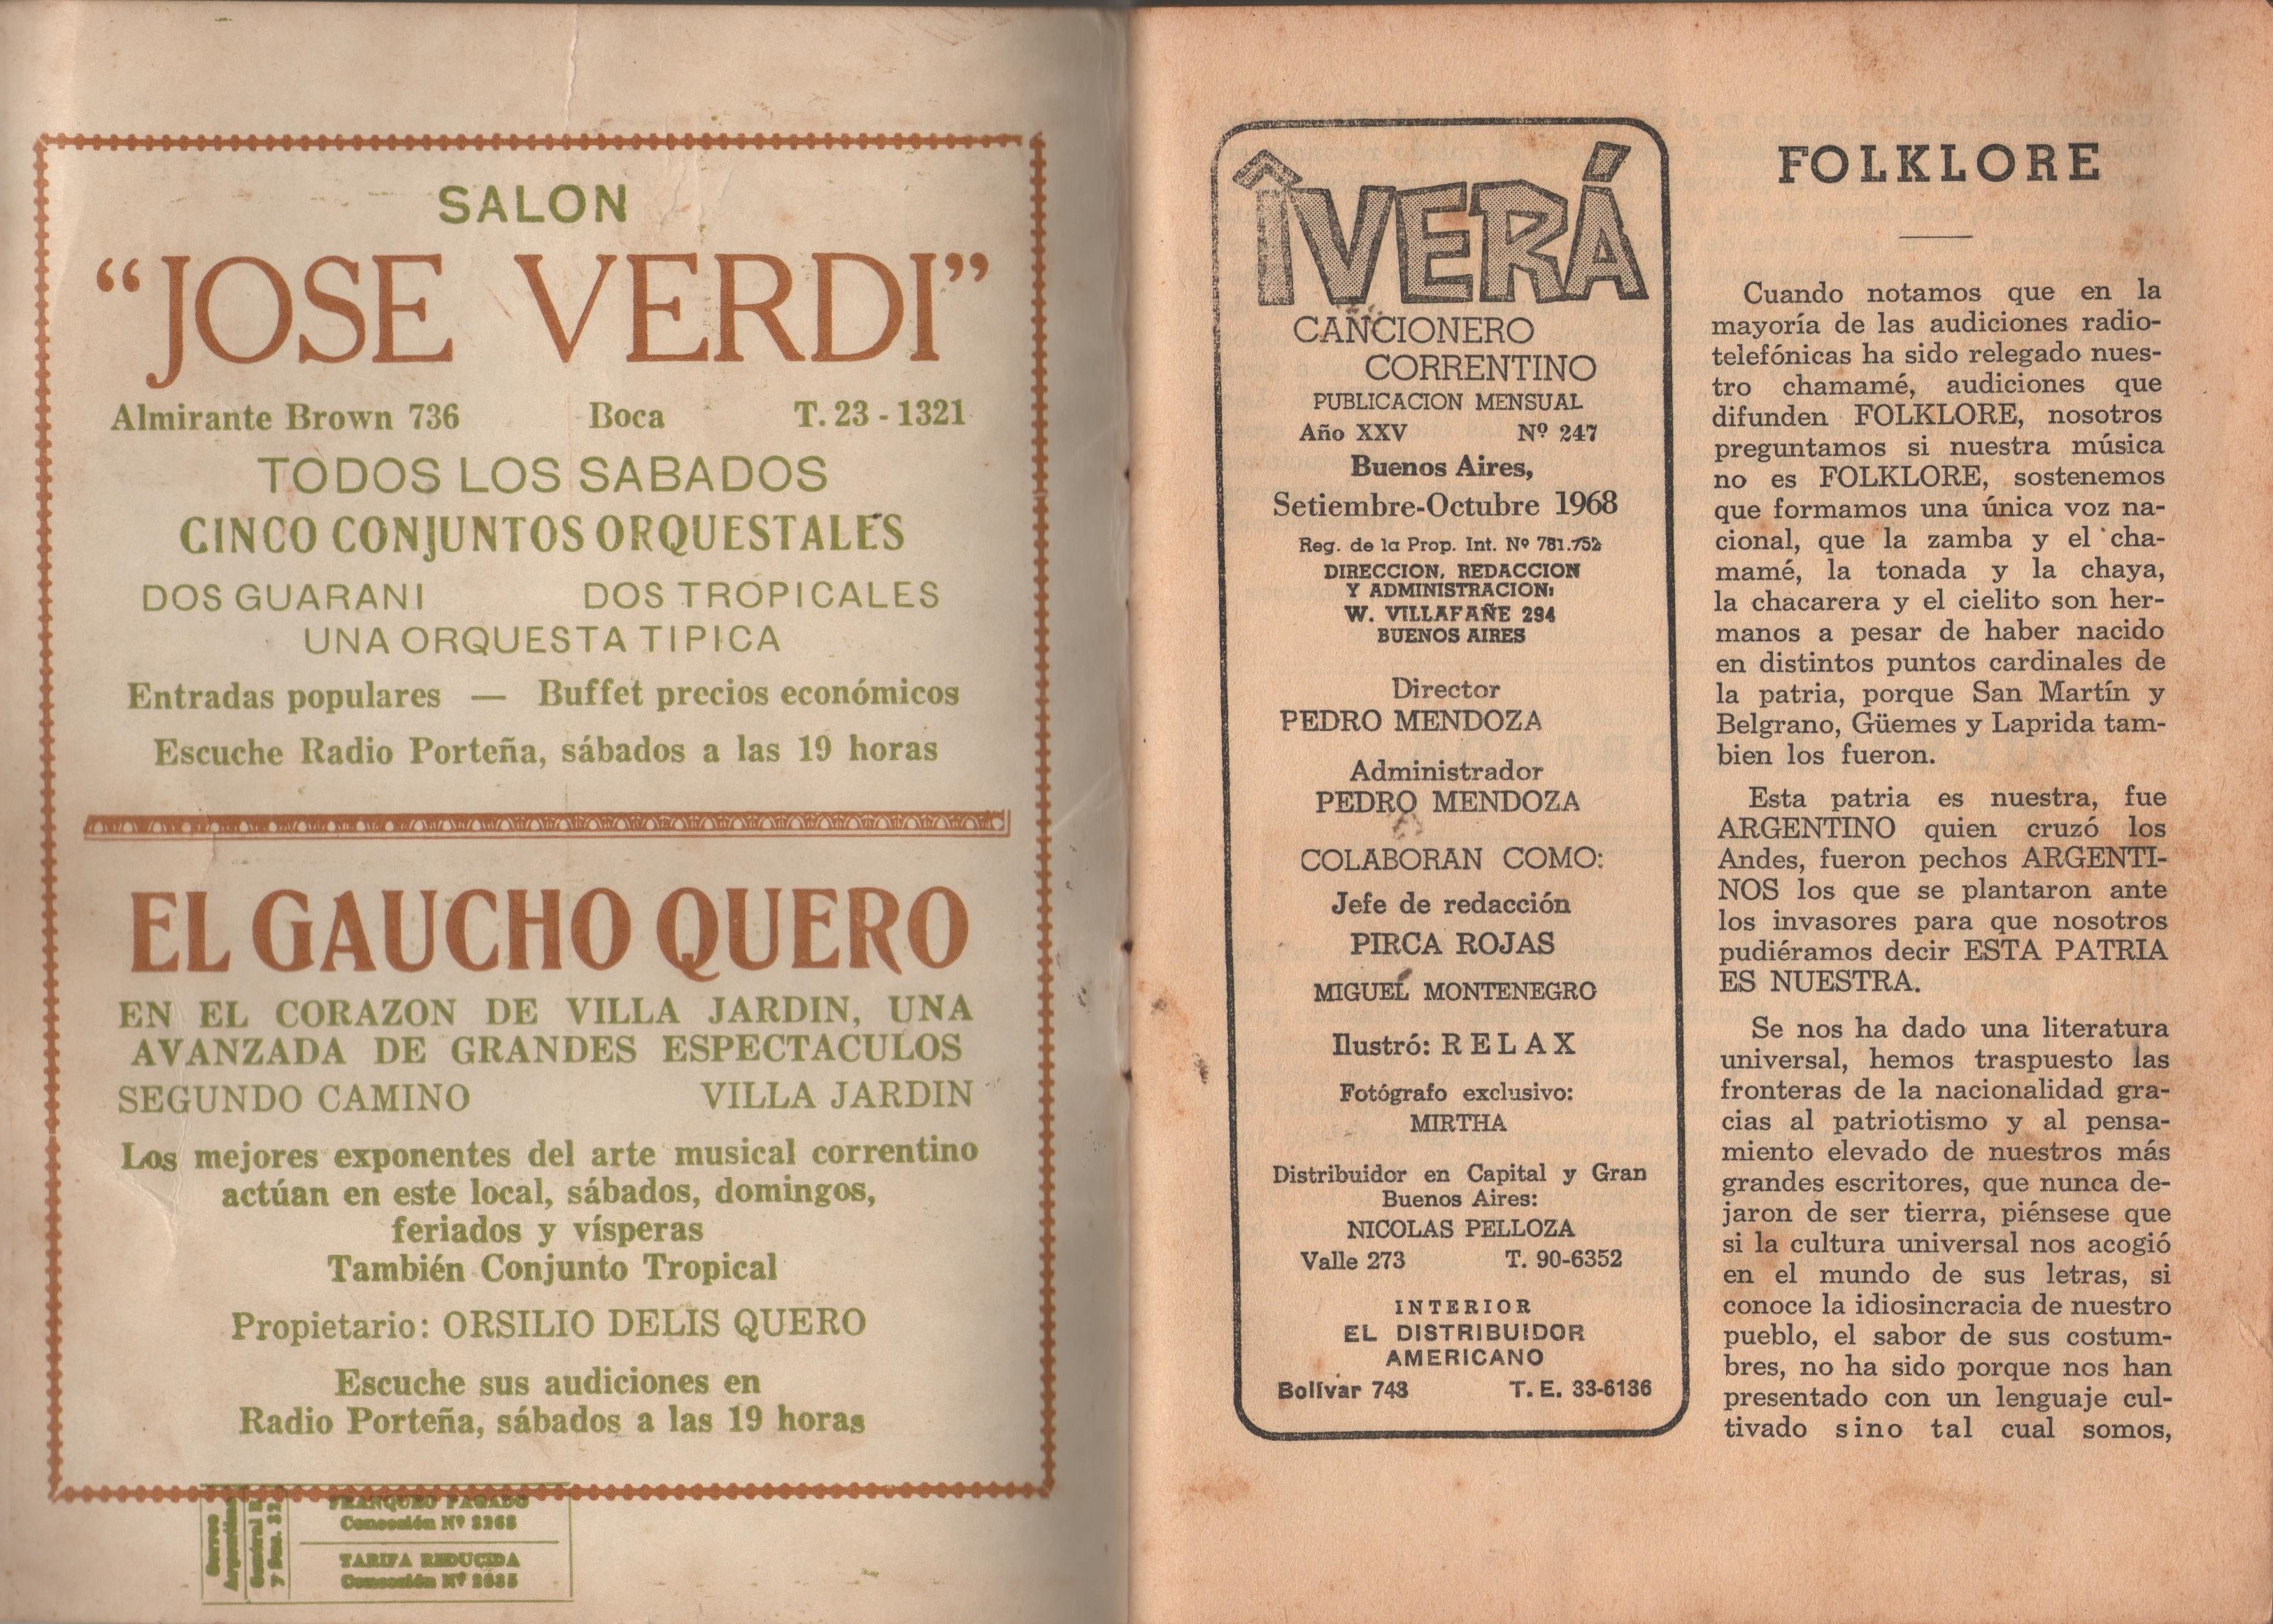 SALON
“JOSE VERDI”
Almirante Brown 736 Boca T. 23 - 1321
TODOS LOS SABADOS
CINCO CONJUNTOS ORQUESTALES
DOS GUARANI DOS TROPICALES
UNA ORQUESTA TIPICA
Entradas populares — Buffet precios económicos
Escuche Radio Porteña, sábados a las 19 horas
EL GAUCHO QUERO
EN EL CORAZON DE VILLA JARDIN, UNA
AVANZADA DE GRANDES ESPECTACULOS
SEGUNDO CAMINO VILLA JARDIN
Los mejores exponentes del arte musical correntino
actúan en este local, sábados, domingos,
feriados y vísperas
También Conjunto Tropical
Propietario: ORSILIO DELIS QUERO
Escuche sus audiciones en
Radio Porteña, sábados a las 19 horas
Correo
Argentino
Central B
FRANQUEO PAGADO
Concesión Nº 3263
TARIFA REDUCIDA
Concesión Nº
ÎVERÁ
CANCIONERO
CORRENTINO
PUBLICACION MENSUAL
Año XXV Nº 247
Buenos Aires,
Setiembre-Octubre 1968
Reg. de la Prop. Int. Nº 781.752
DIRECCION, REDACCION
Y ADMINISTRACION:
W. VILLAFAÑE 294
BUENOS AIRES
Director
PEDRO MENDOZA
Administrador
PEDRO MENDOZA
COLABORAN COMO:
Jefe de redacción
PIRCA ROJAS
MIGUEL MONTENEGRO
Ilustró: RELAX
Fotógrafo exclusivo:
MIRTHA
Distribuidor en Capital y Gran
Buenos Aires:
NICOLAS PELLOZA
Valle 273 T. 90-6352
INTERIOR
EL DISTRIBUIDOR
AMERICANO
Bolívar 743 T. E. 33-6136
FOLKLORE
Cuando notamos que en la
mayoría de las audiciones radio-
telefónicas ha sido relegado nues-
tro chamamé, audiciones que
difunden FOLKLORE, nosotros
preguntamos si nuestra música
no es FOLKLORE, sostenemos
que formamos una única voz na-
cional, que la zamba y el cha-
mamé, la tonada y la chaya,
la chacarera y el cielito son her-
manos a pesar de haber nacido
en distintos puntos cardinales de
la patria, porque San Martín y
Belgrano, Güemes y Laprida tam-
bien los fueron.
Esta patria es nuestra, fue
ARGENTINO quien cruzó los
Andes, fueron pechos ARGENTI-
NOS los que se plantaron ante
los invasores para que nosotros
pudiéramos decir ESTA PATRIA
ES NUESTRA.
Se nos ha dado una literatura
universal, hemos traspuesto las
fronteras de la nacionalidad gra-
cias al patriotismo y al pensa-
miento elevado de nuestros más
grandes escritores, que nunca de-
jaron de ser tierra, piénsese que
si la cultura universal nos acogió
en el mundo de sus letras, si
conoce la idiosincracia de nuestro
pueblo, el sabor de sus costum-
bres, no ha sido porque nos han
presentado con un lenguaje cul-
tivado sino tal cual somos,